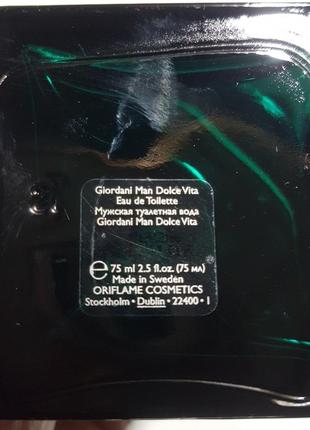 Giordani Man Dolce Vita
Eau de Toilette
Мужская туалетная вода
Giordani Man Dolce Vita
℮ 75 ml 2.5 fl.oz. (75 мл)
Made in Sweden
ORIFLAME COSMETICS
Stockholm • Dublin • 22400 • I